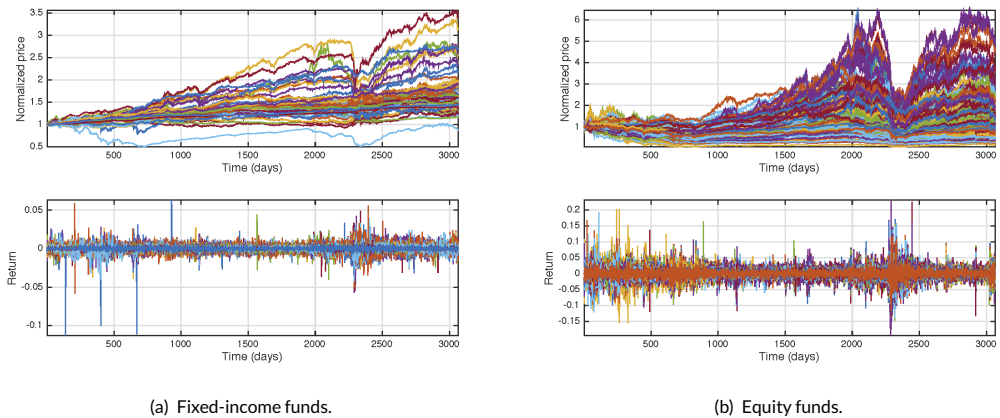 3.5
3
2.5
2
1.5
1
0.5
Normalized price
500 1000 1500 2000 2500 3000
Time (days)
0.05
0
-0.05
-0.1
Return
500 1000 1500 2000 2500 3000
Time (days)
(a) Fixed-income funds.
6
5
4
3
2
1
Normalized price
500 1000 1500 2000 2500 3000
Time (days)
0.2
0.15
0.1
0.05
0
-0.05
-0.1
-0.15
Return
500 1000 1500 2000 2500 3000
Time (days)
(b) Equity funds.